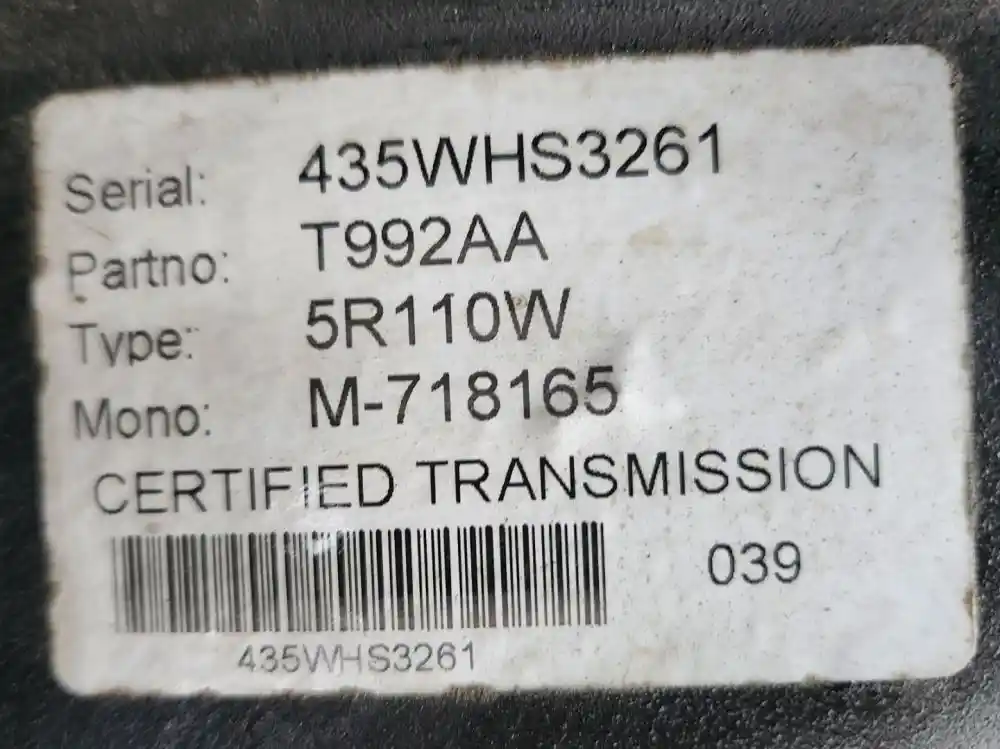 Serial: 435WHS3261
Partno: T992AA
Type: 5R110W
Mono: M-718165
CERTIFIED TRANSMISSION
039
435WHS3261